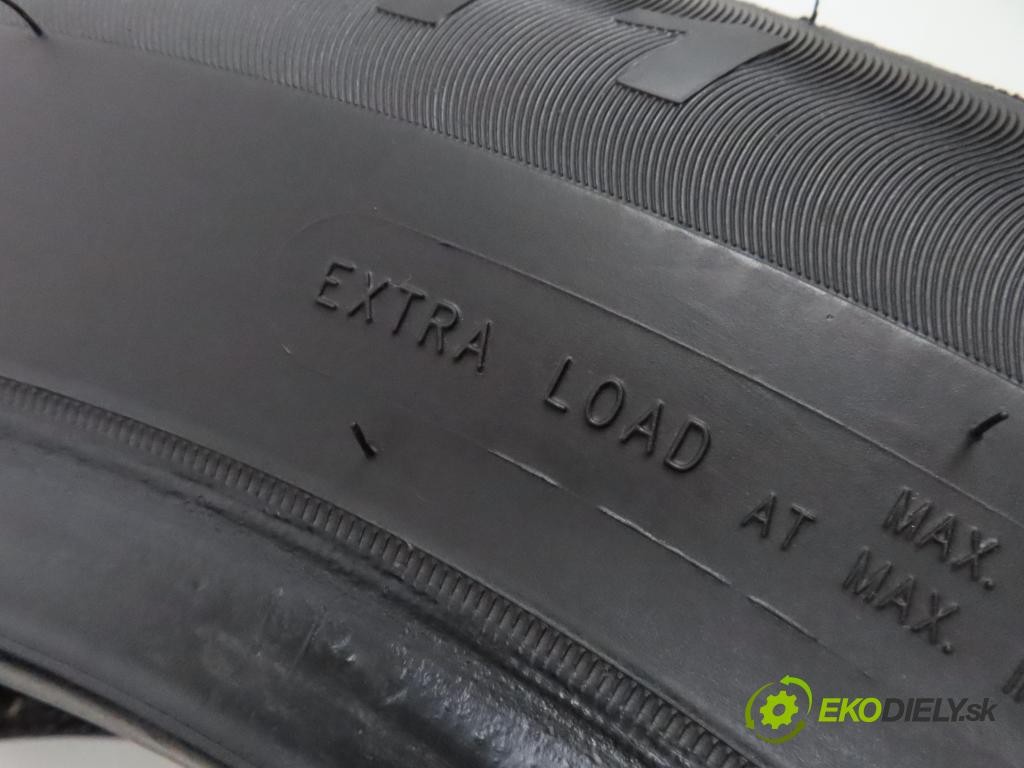 EXTRA LOAD
MAX.
AT MAX.
EKODIELY.sk